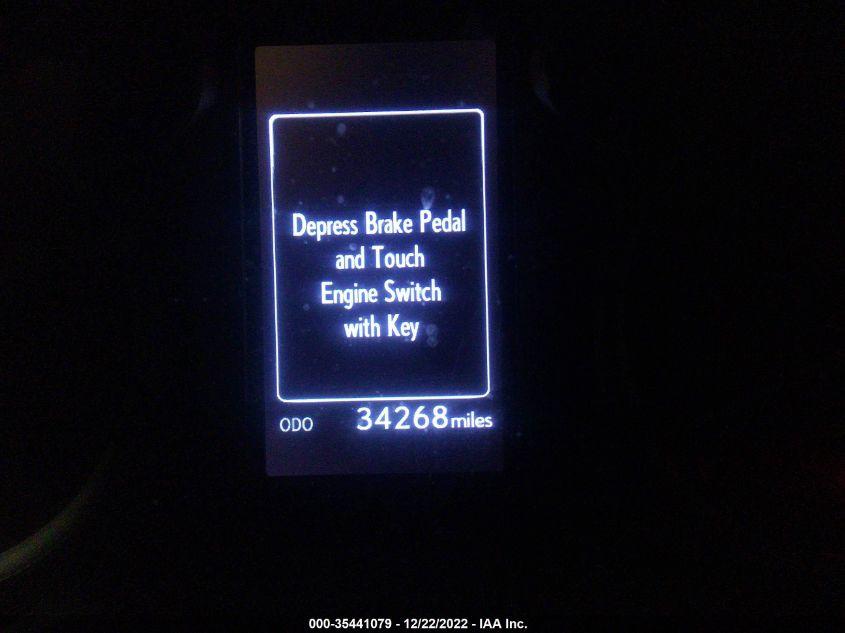 Depress Brake Pedal
and Touch
Engine Switch
with Key
ODO 34268 miles
000-35441079 - 12/22/2022 - IAA Inc.